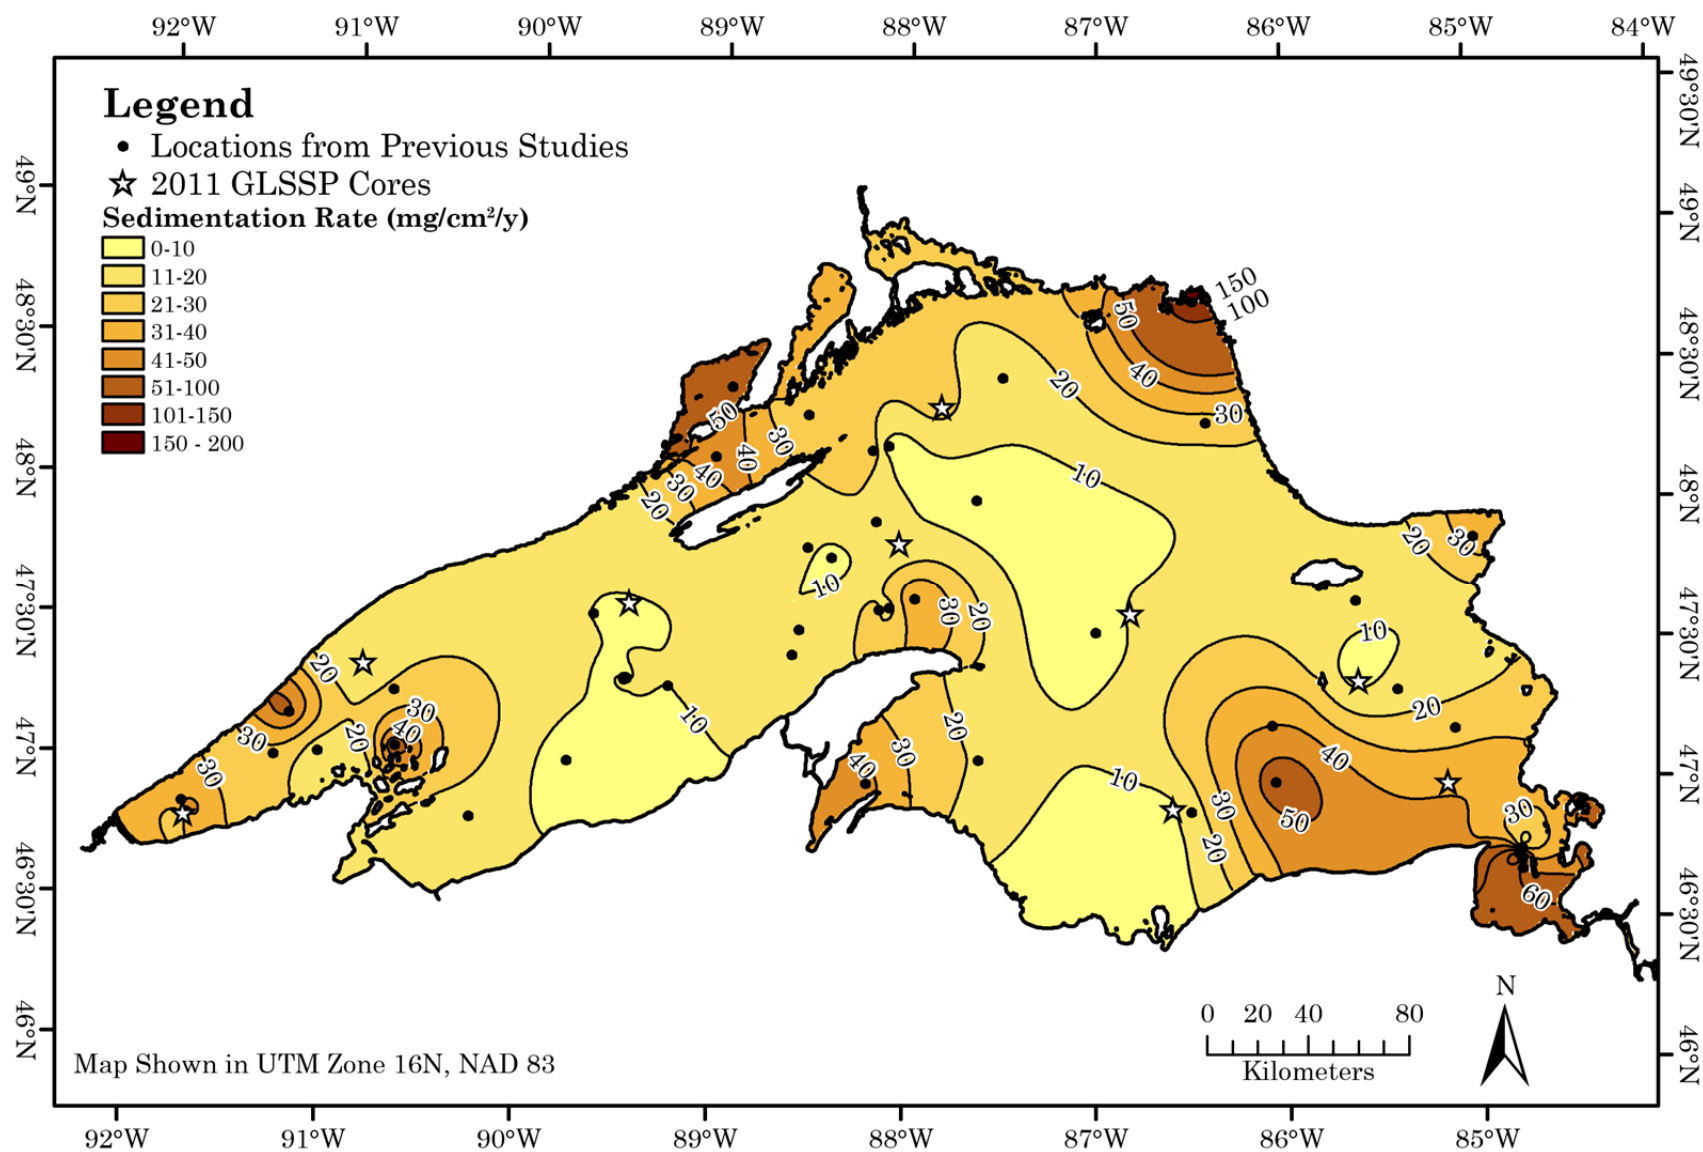 92°W 91°W 90°W 89°W 88°W 87°W 86°W 85°W 84°W
49°30'N
49°N
48°30'N
48°N
47°30'N
47°N
46°30'N
46°N
49°N
48°30'N
48°N
47°30'N
47°N
46°30'N
46°N
Legend
Locations from Previous Studies
2011 GLSSP Cores
Sedimentation Rate (mg/cm²/y)
0-10
11-20
21-30
31-40
41-50
51-100
101-150
150 - 200
150
100
50
40
20
30
50
30
40
40
30
20
10
20
30
10
30
20
10
20
30
40
20
30
30
10
20
40
30
20
10
30
20
40
50
20
30
60
N
0 20 40 80
Kilometers
Map Shown in UTM Zone 16N, NAD 83
92°W 91°W 90°W 89°W 88°W 87°W 86°W 85°W